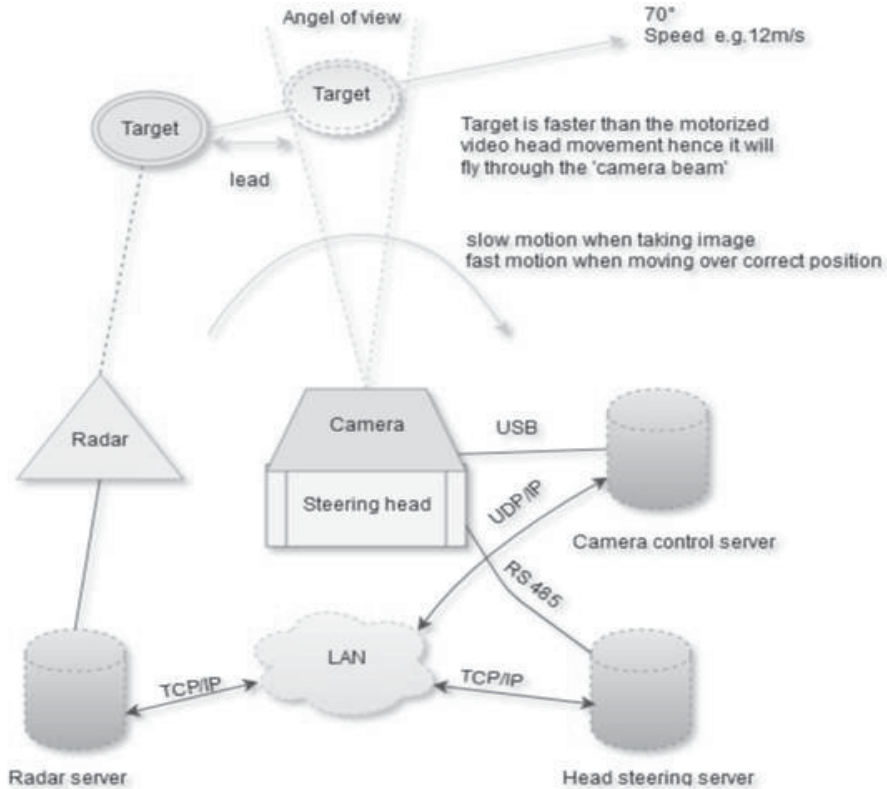 Angel of view
70°
Speed e.g.12m/s
Target
Target
Target is faster than the motorized
video head movement hence it will
fly through the 'camera beam'
lead
slow motion when taking image
fast motion when moving over correct position
Radar
Camera
USB
Steering head
UDP/IP
Camera control server
RS 485
LAN
TCP/IP
TCP/IP
Radar server
Head steering server